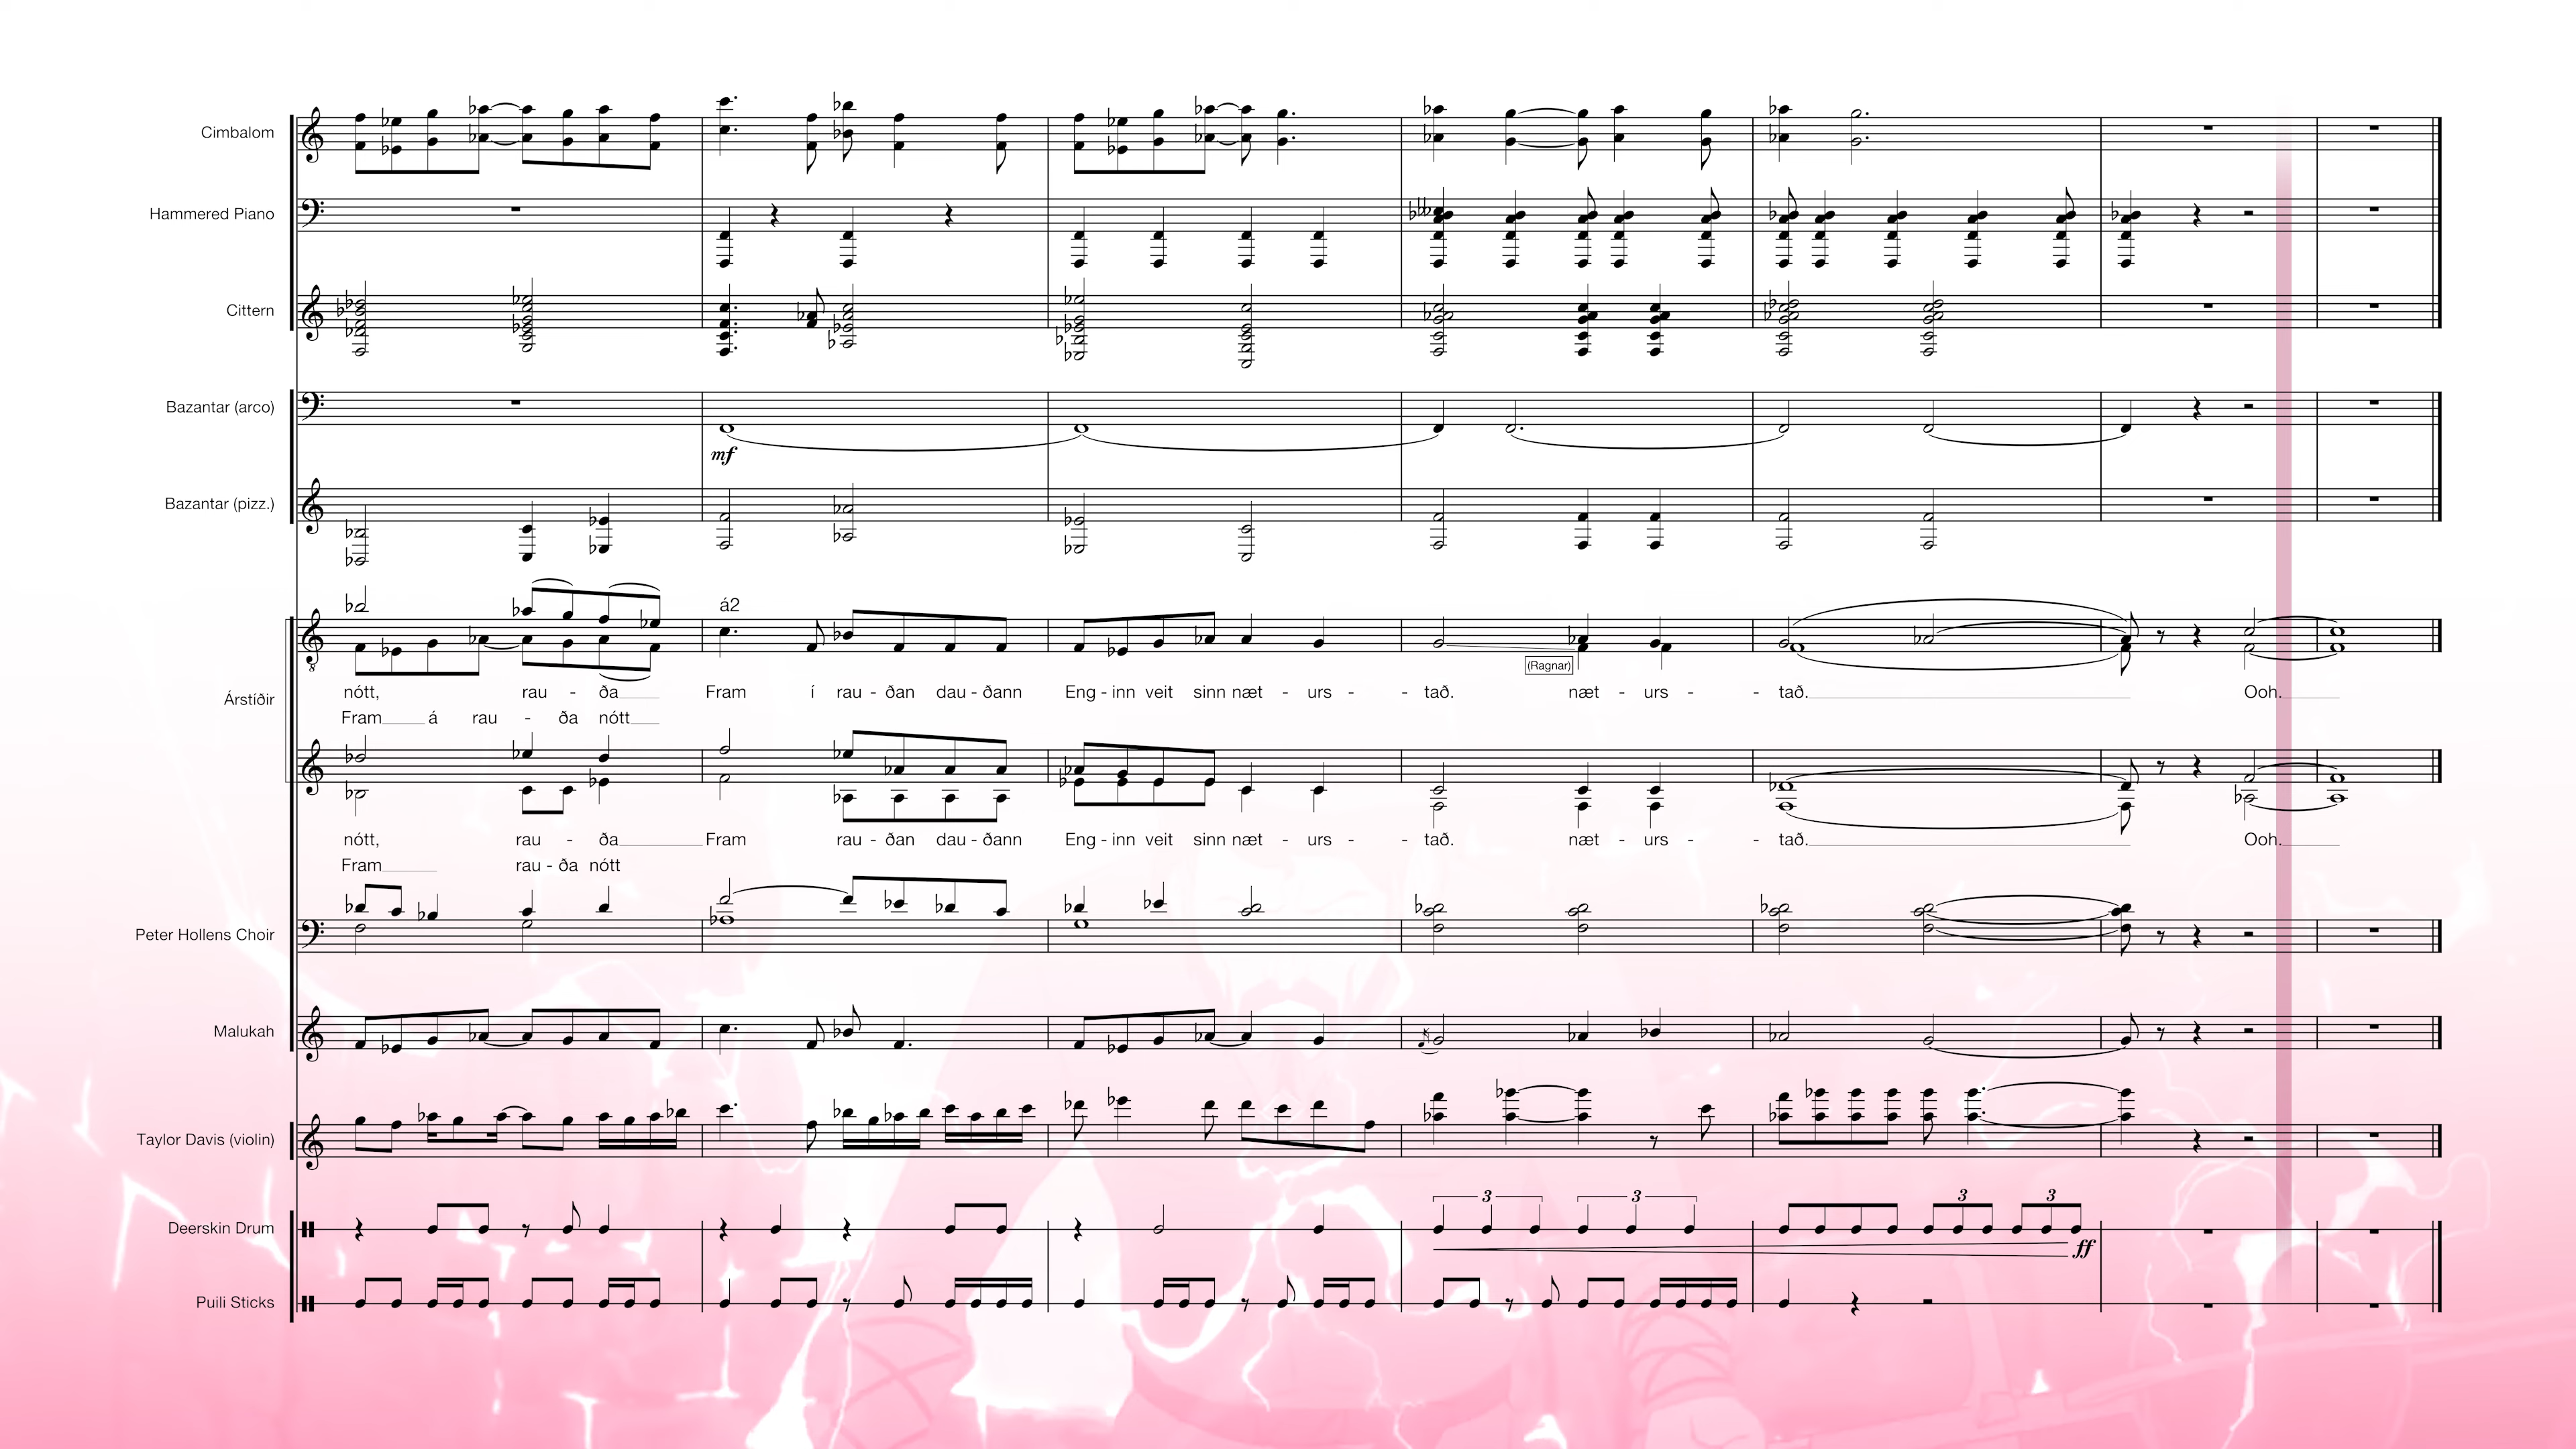 Cimbalom
Hammered Piano
Cittern
Bazantar (arco)
mf
Bazantar (pizz.)
á2
(Ragnar)
Árstíðir
nótt, rau - ða Fram í rau - ðan dau - ðann Eng - inn veit sinn næt - urs - - tað. næt - urs - - tað. Ooh.
Fram á rau - ða nótt
nótt, rau - ða Fram rau - ðan dau - ðann Eng - inn veit sinn næt - urs - - tað. næt - urs - - tað. Ooh.
Fram rau - ða nótt
Peter Hollens Choir
Malukah
Taylor Davis (violin)
3 3 3 3
Deerskin Drum
ff
Puili Sticks